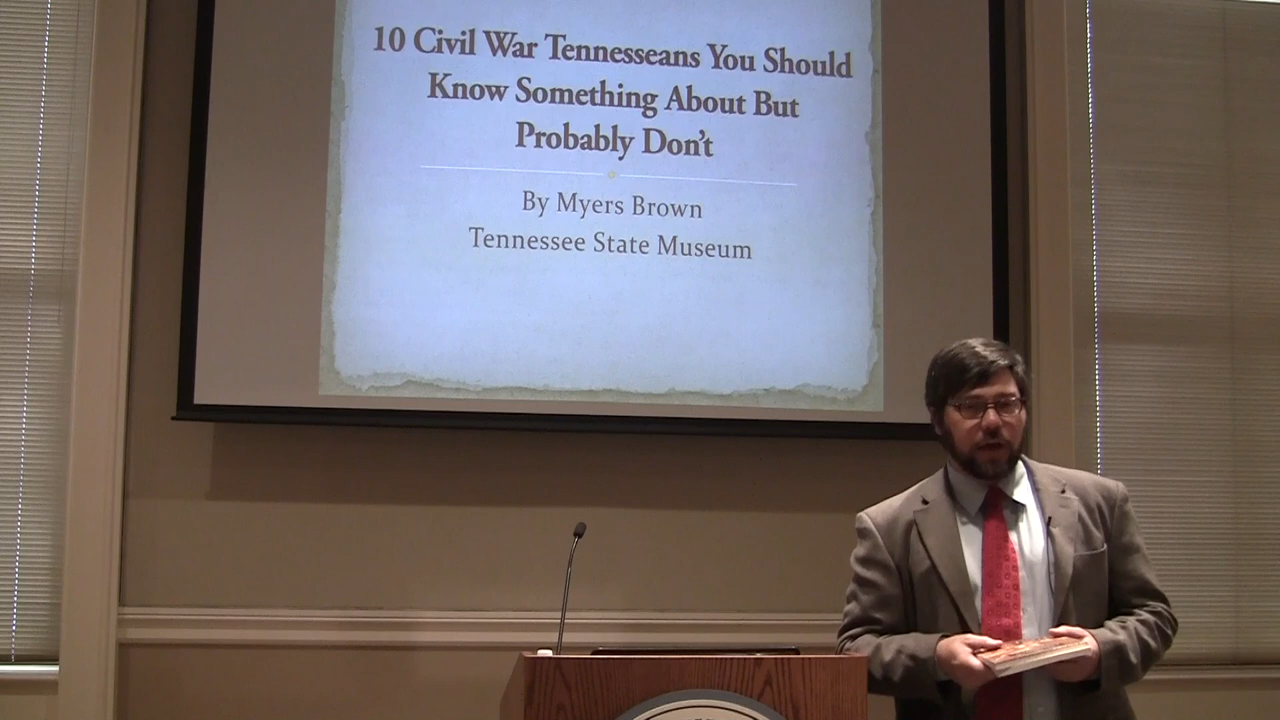 10 Civil War Tennesseans You Should
Know Something About But
Probably Don't
By Myers Brown
Tennessee State Museum